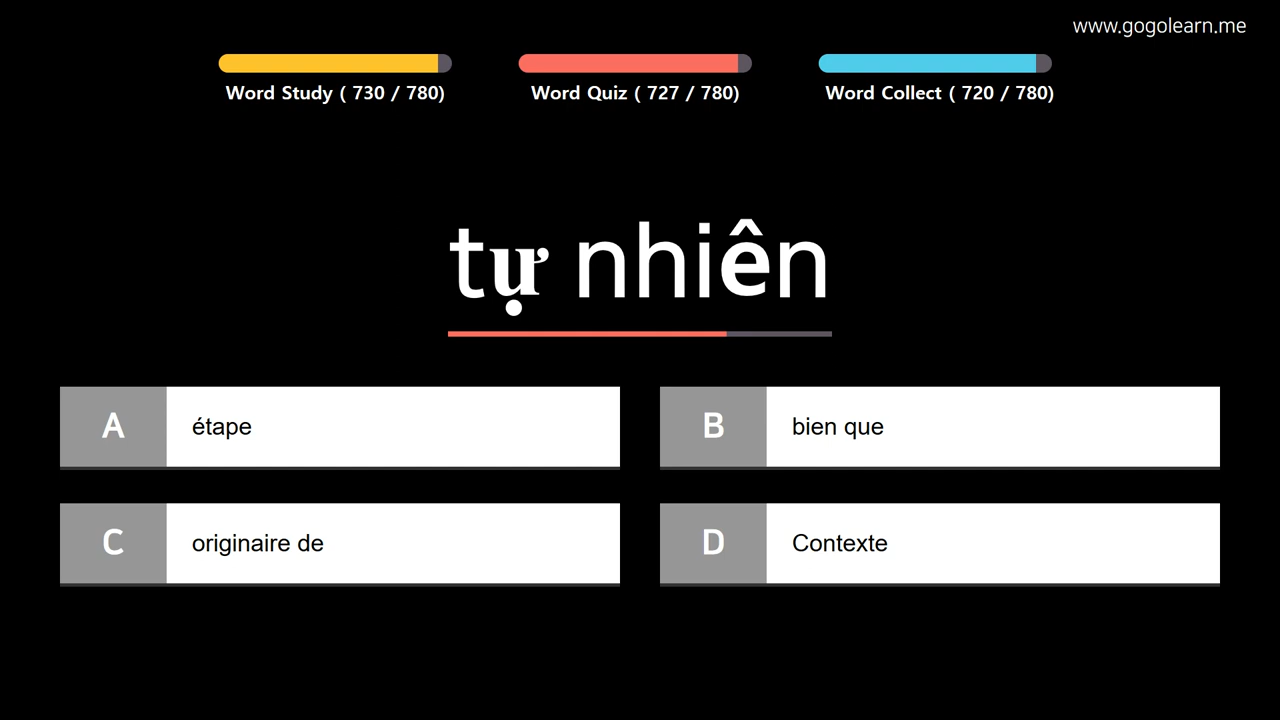 www.gogolearn.me
Word Study ( 730 / 780)
Word Quiz ( 727 / 780)
Word Collect ( 720 / 780)
tự nhiên
A étape
B bien que
C originaire de
D Contexte